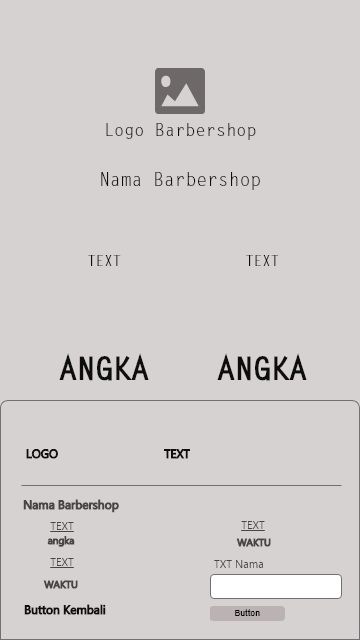 Logo Barbershop
Nama Barbershop
TEXT TEXT
ANGKA ANGKA
LOGO TEXT
Nama Barbershop
TEXT TEXT
angka WAKTU
TEXT TXT Nama
WAKTU
Button Kembali Button